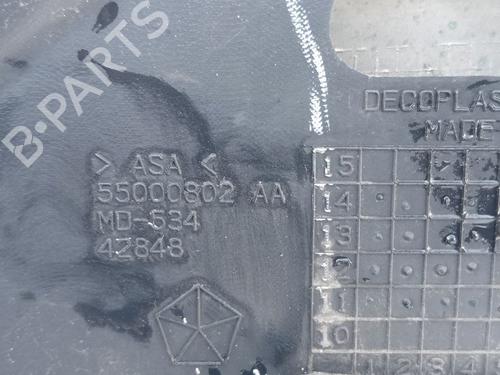 B-PARTS
DECOPLAS
MADE
> ASA <
55000802 AA
MD-534
4Z848
15
14
13
12
11
10
1 2 3 4